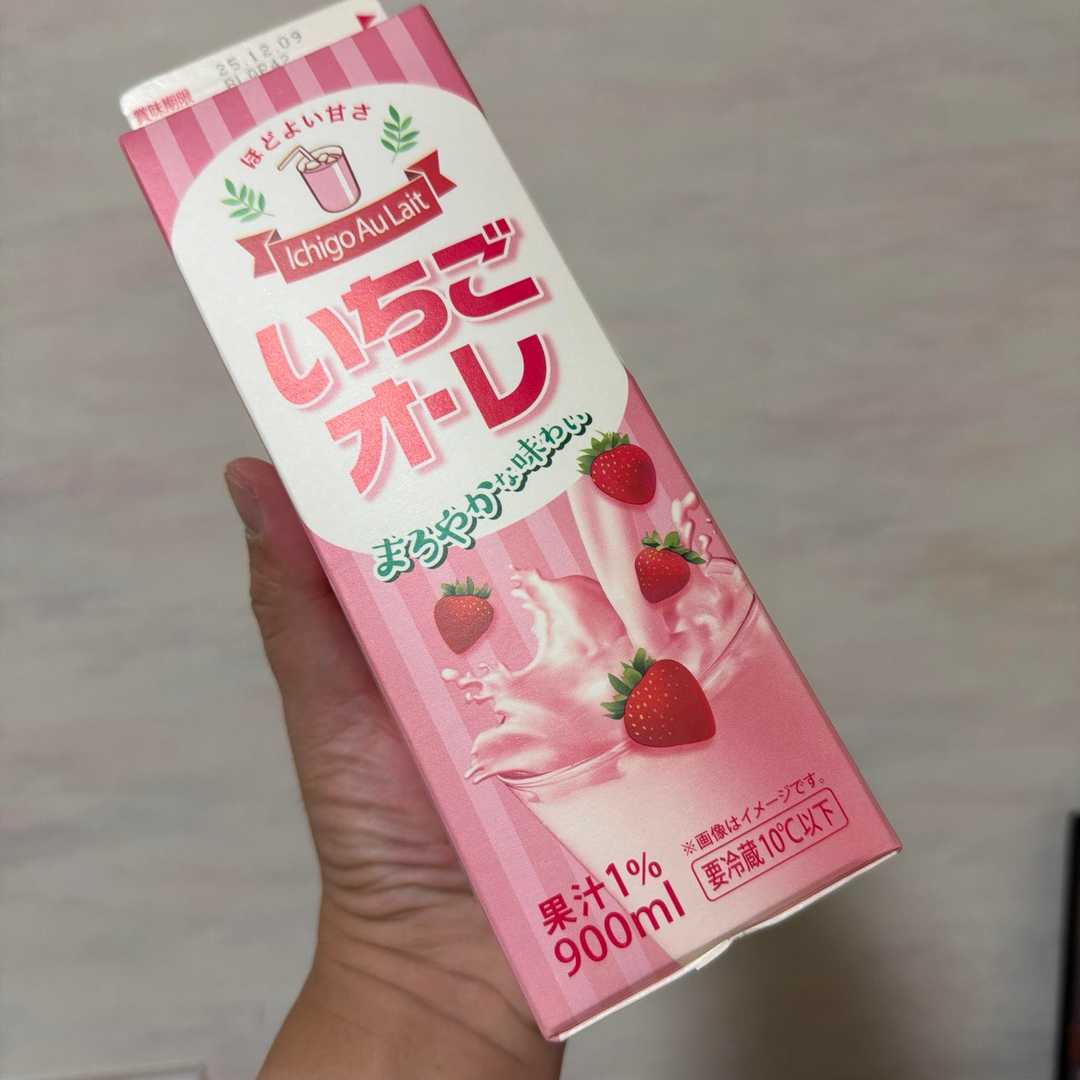 賞味期限
25.12.09
ほどよい甘さ
Ichigo Au Lait
いちご
オ・レ
まろやかな味わい
※画像はイメージです。
要冷蔵10℃以下
果汁1%
900ml